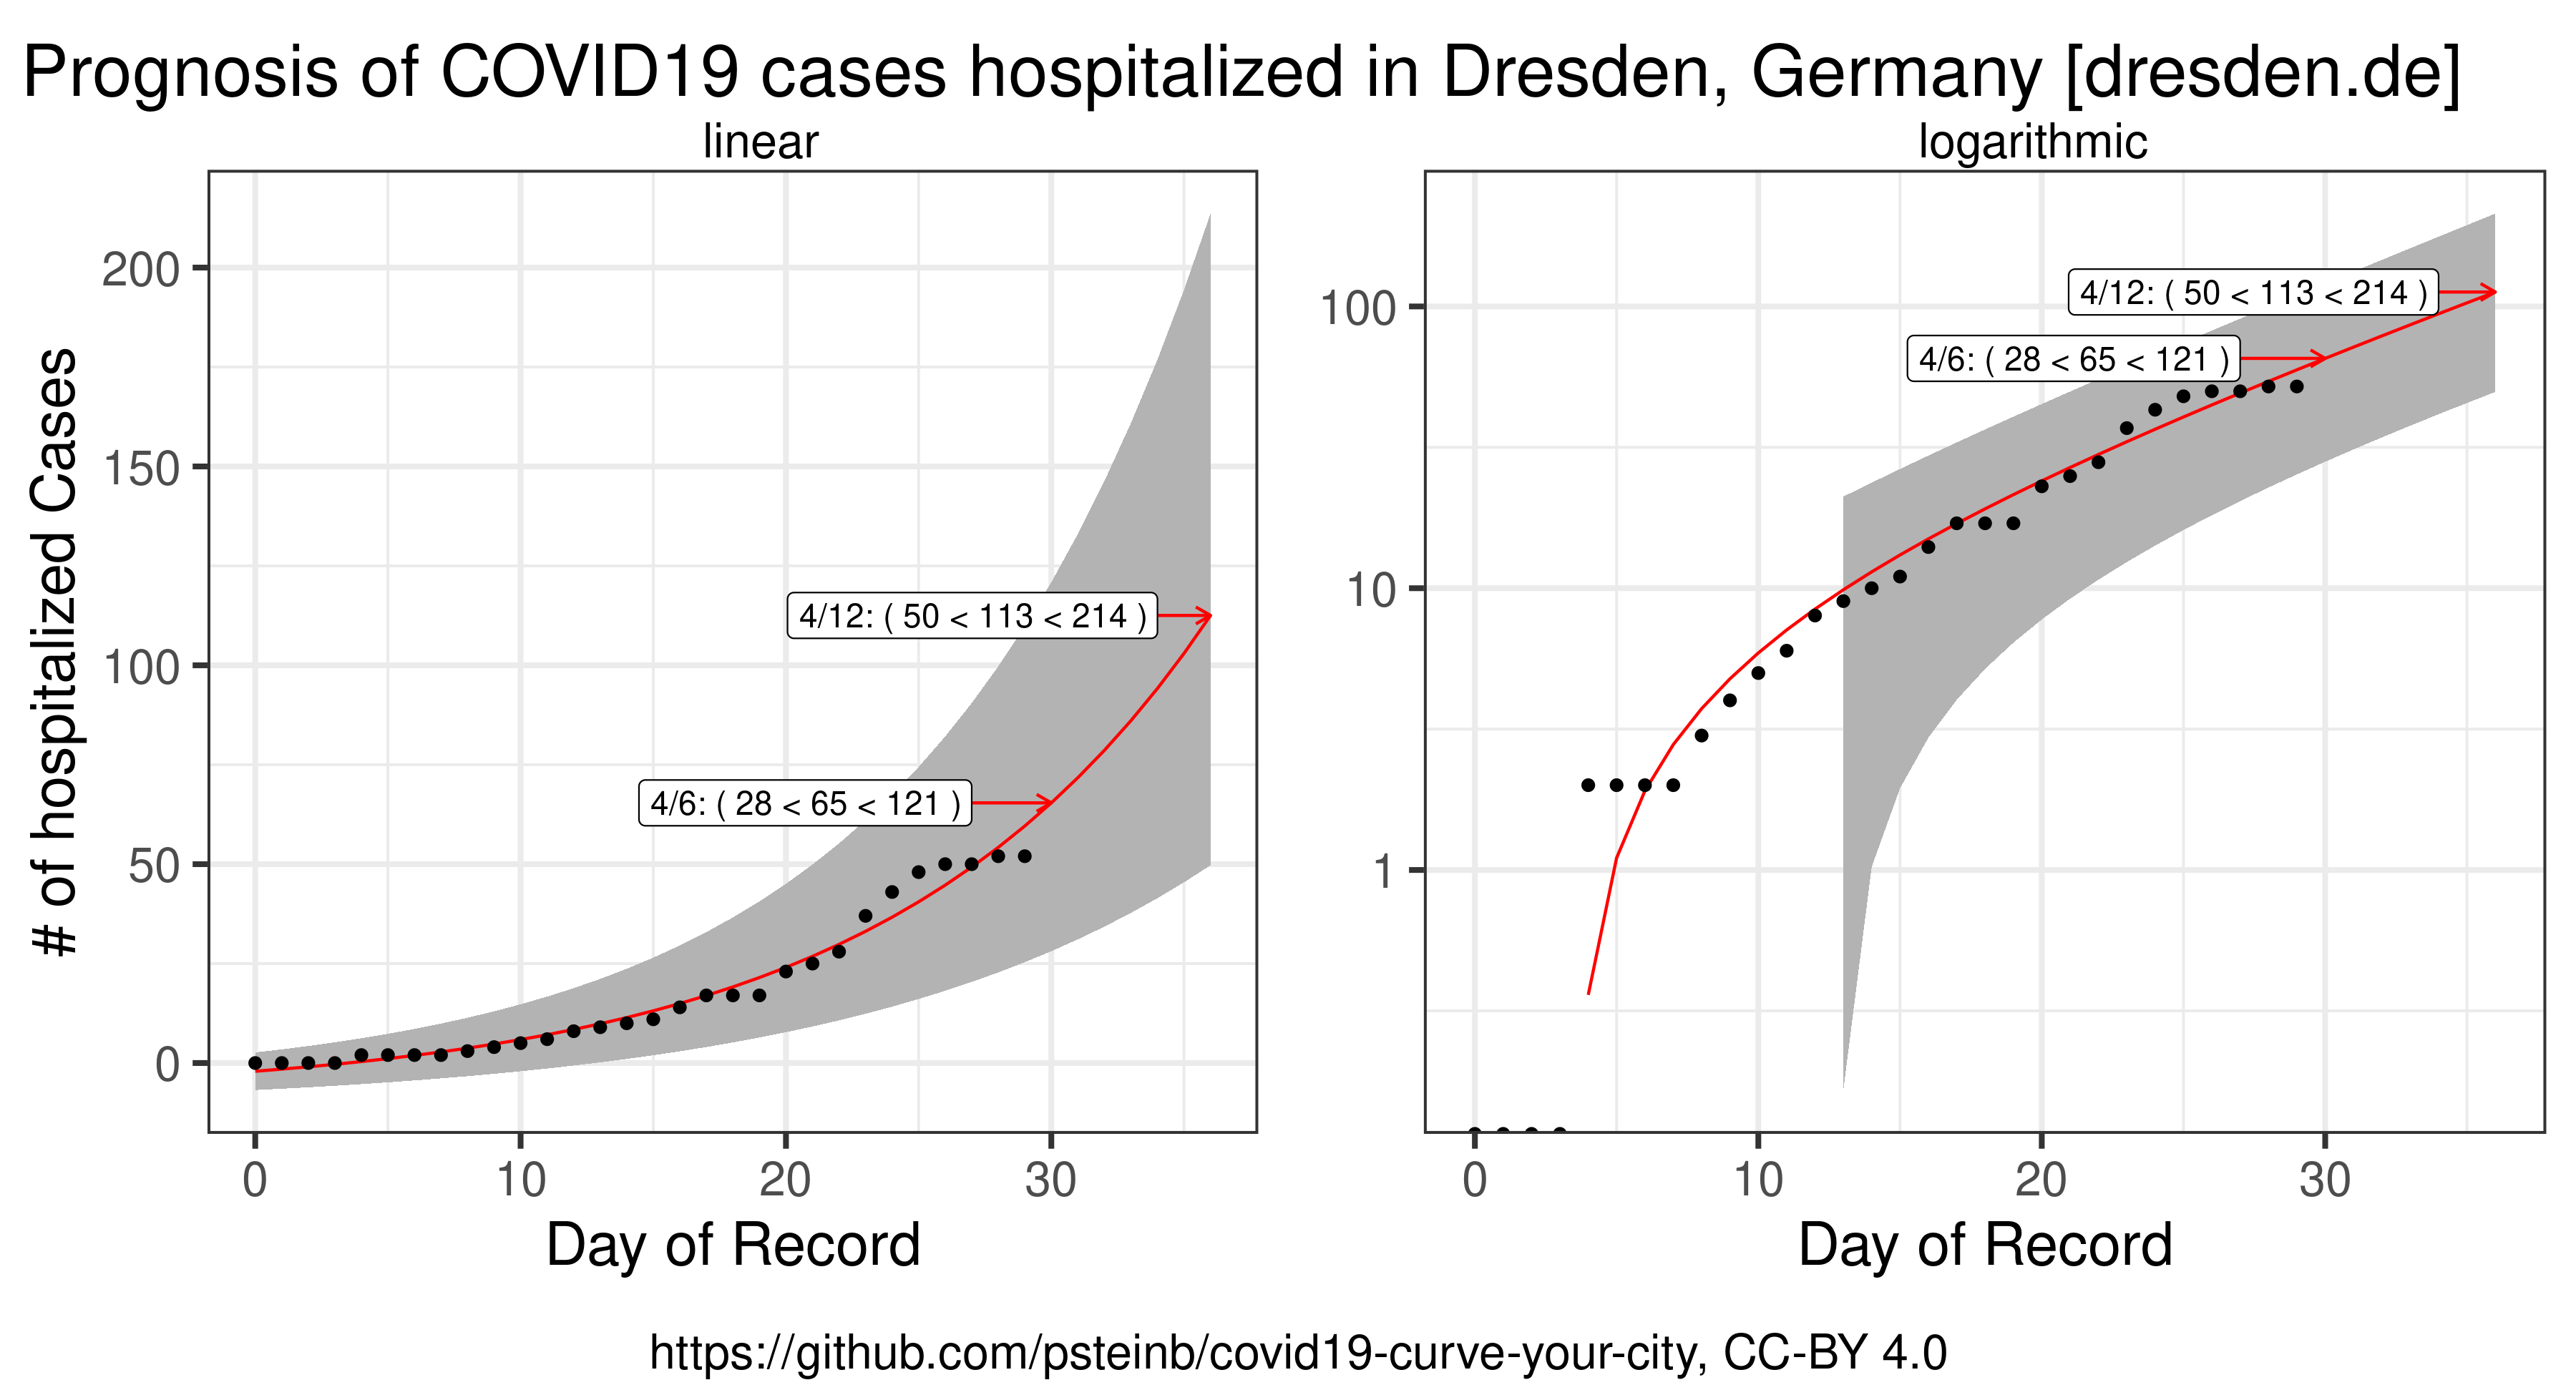 Prognosis of COVID19 cases hospitalized in Dresden, Germany [dresden.de]
linear
# of hospitalized Cases
200
150
100
50
0
4/12: ( 50 < 113 < 214 )
4/6: ( 28 < 65 < 121 )
0 10 20 30
Day of Record
logarithmic
100
10
1
4/12: ( 50 < 113 < 214 )
4/6: ( 28 < 65 < 121 )
0 10 20 30
Day of Record
https://github.com/psteinb/covid19-curve-your-city, CC-BY 4.0